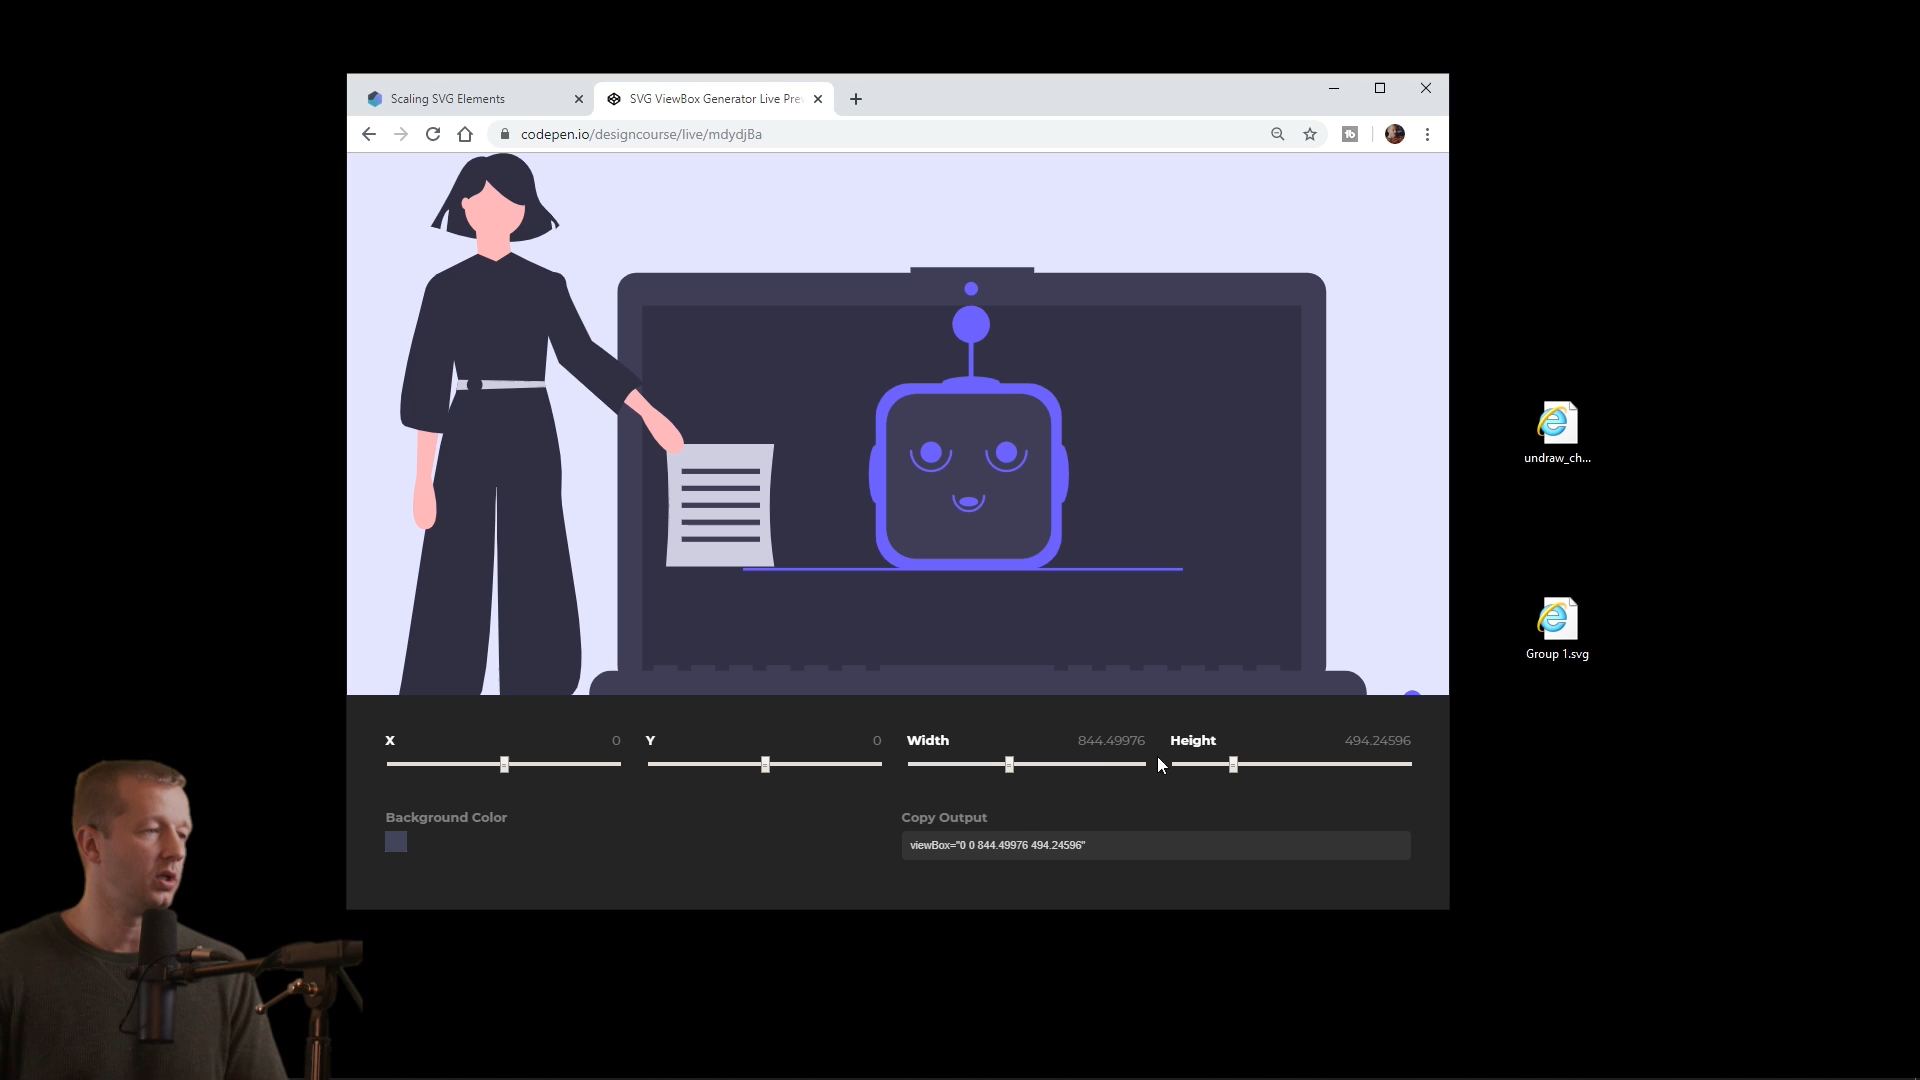 Scaling SVG Elements
SVG ViewBox Generator Live Prev
codepen.io/designcourse/live/mdydjBa
undraw_ch...
Group 1.svg
X 0 Y 0 Width 844.49976 Height 494.24596
Background Color
Copy Output
viewBox="0 0 844.49976 494.24596"